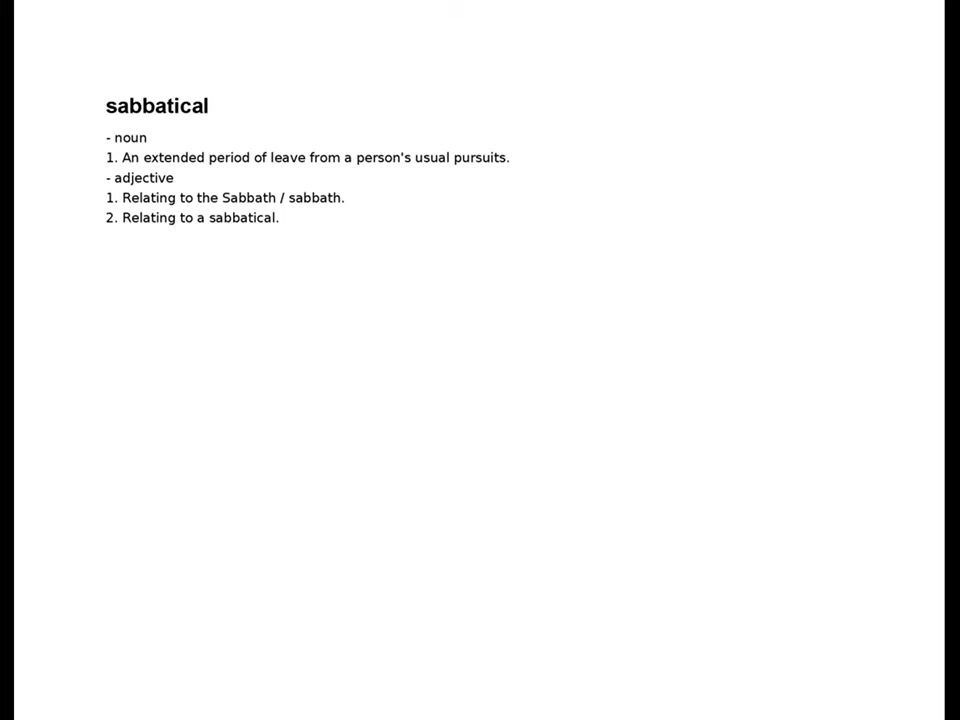 sabbatical
- noun
1. An extended period of leave from a person's usual pursuits.
- adjective
1. Relating to the Sabbath / sabbath.
2. Relating to a sabbatical.